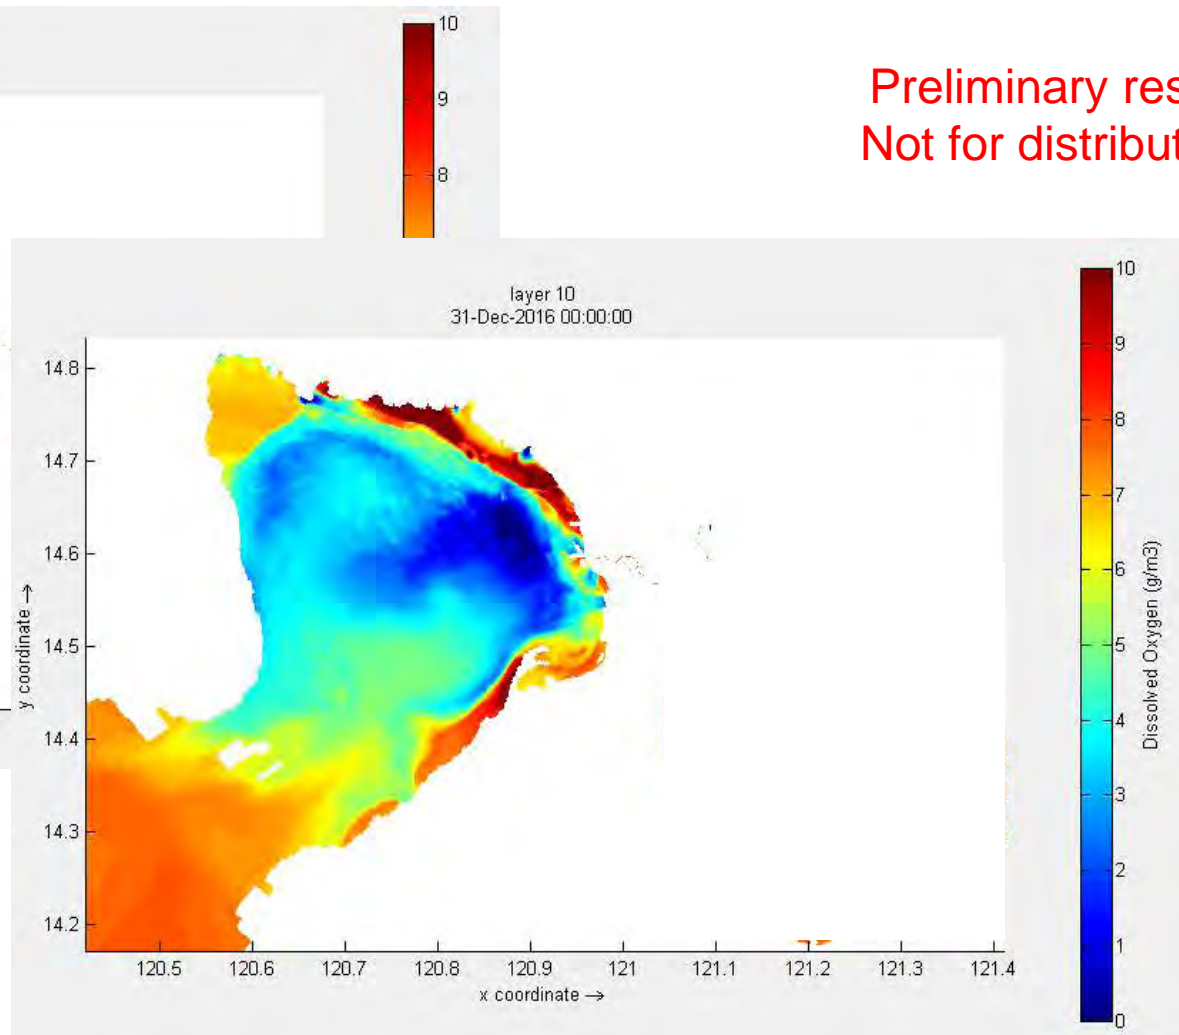 10
9
8
Preliminary res
Not for distribut
layer 10
31-Dec-2016 00:00:00
14.8
14.7
14.6
14.5
14.4
14.3
14.2
y coordinate →
120.5 120.6 120.7 120.8 120.9 121 121.1 121.2 121.3 121.4
x coordinate →
10
9
8
7
6
5
4
3
2
1
0
Dissolved Oxygen (g/m3)